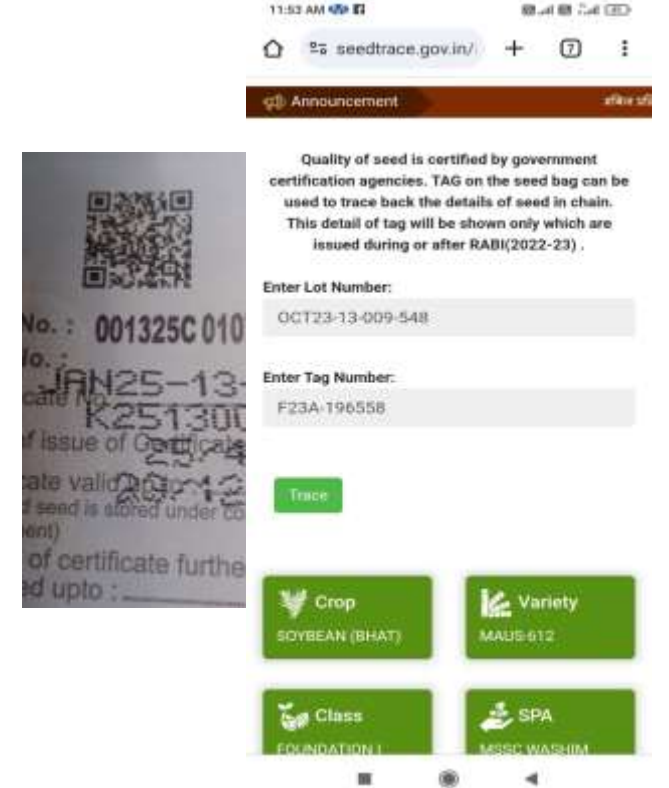 No. : 001325C 010
No. :
JAN25-13-
cate No.
K251300
f issue of Certificate
cate valid
d seed is stored under co
ent)
of certificate furthe
ed upto :
11:53 AM
seedtrace.gov.in/
7
Announcement
Quality of seed is certified by government
certification agencies. TAG on the seed bag can be
used to trace back the details of seed in chain.
This detail of tag will be shown only which are
issued during or after RABI(2022-23) .
Enter Lot Number:
OCT23-13-009-548
Enter Tag Number:
F23A-196558
Trace
Crop
SOYBEAN (BHAT)
Variety
MAUS-612
Class
FOUNDATION I
SPA
MSSC WASHIM